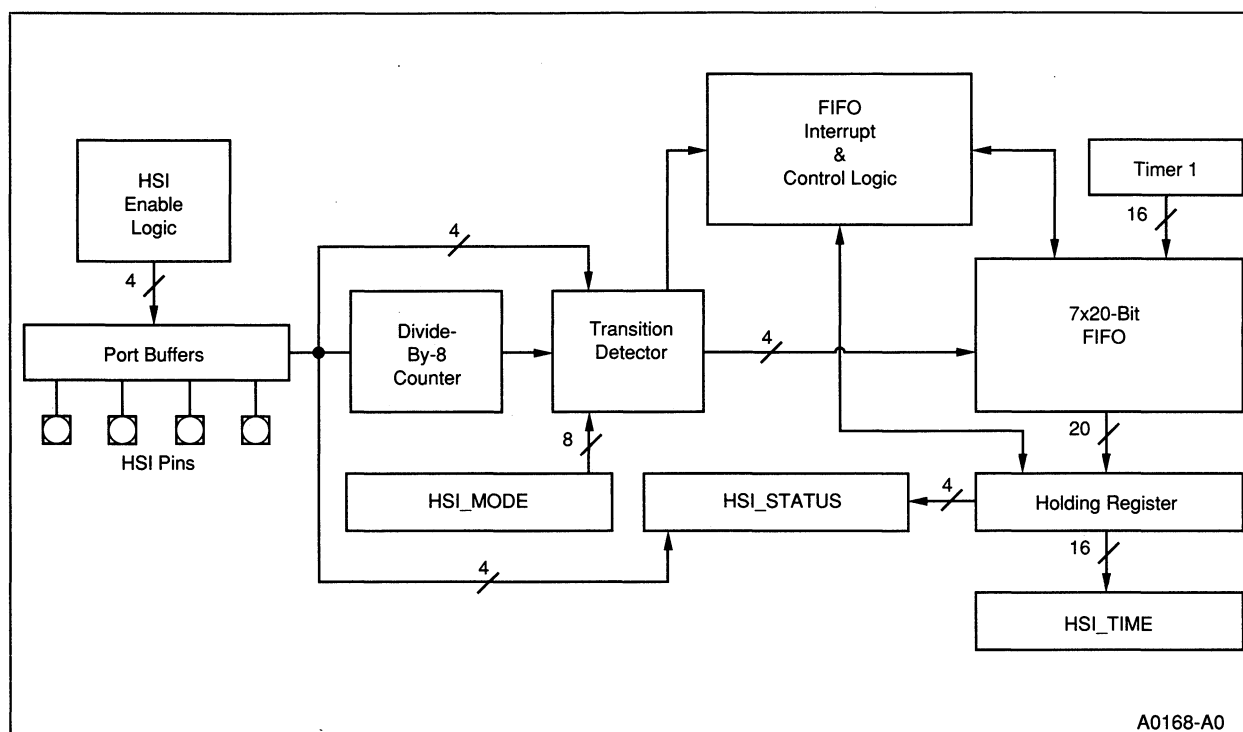 FIFO
Interrupt
&
Control Logic
HSI
Enable
Logic
Timer 1
16
4
4
7x20-Bit
FIFO
Port Buffers
Divide-
By-8
Counter
Transition
Detector
4
HSI Pins
8
20
HSI_MODE
HSI_STATUS
4
Holding Register
4
16
HSI_TIME
A0168-A0